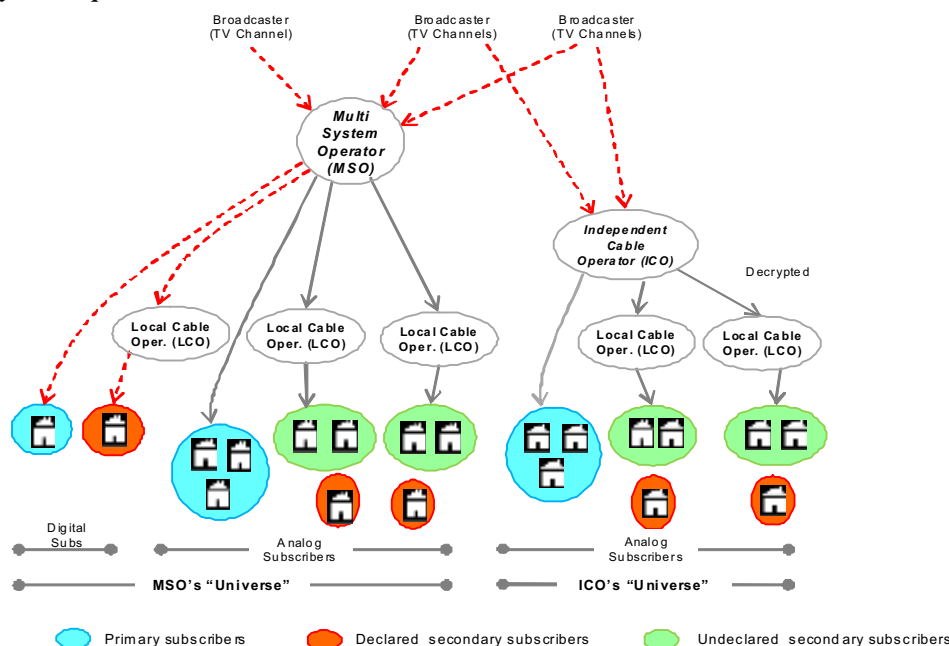 Broadcaster
(TV Channel)
Broadcaster
(TV Channels)
Broadcaster
(TV Channels)
Multi
System
Operator
(MSO)
Independent
Cable
Operator (ICO)
Decrypted
Local Cable
Oper. (LCO)
Local Cable
Oper. (LCO)
Local Cable
Oper. (LCO)
Local Cable
Oper. (LCO)
Local Cable
Oper. (LCO)
Digital
Subs
Analog
Subscribers
Analog
Subscribers
MSO's “Universe”
ICO's “Universe”
Primary subscribers
Declared secondary subscribers
Undeclared secondary subscribers